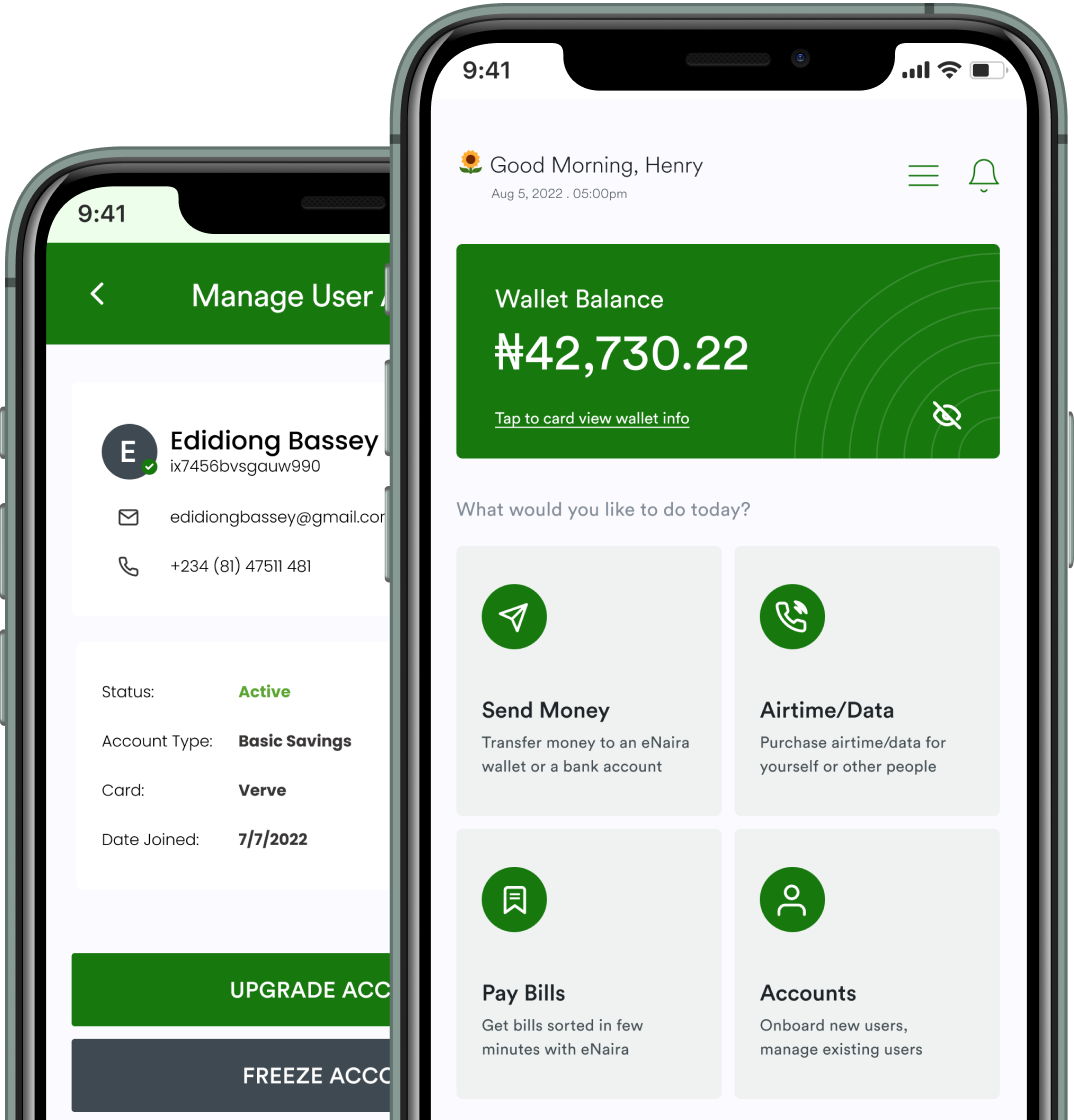 9:41
Manage User
E
Edidiong Bassey
ix7456bvsgauw990
edidiongbassey@gmail.co
+234 (81) 47511 481
Status: Active
Account Type: Basic Savings
Card: Verve
Date Joined: 7/7/2022
UPGRADE ACC
FREEZE ACC
9:41
Good Morning, Henry
Aug 5, 2022 . 05:00pm
Wallet Balance
₦42,730.22
Tap to card view wallet info
What would you like to do today?
Send Money
Transfer money to an eNaira
wallet or a bank account
Airtime/Data
Purchase airtime/data for
yourself or other people
Pay Bills
Get bills sorted in few
minutes with eNaira
Accounts
Onboard new users,
manage existing users